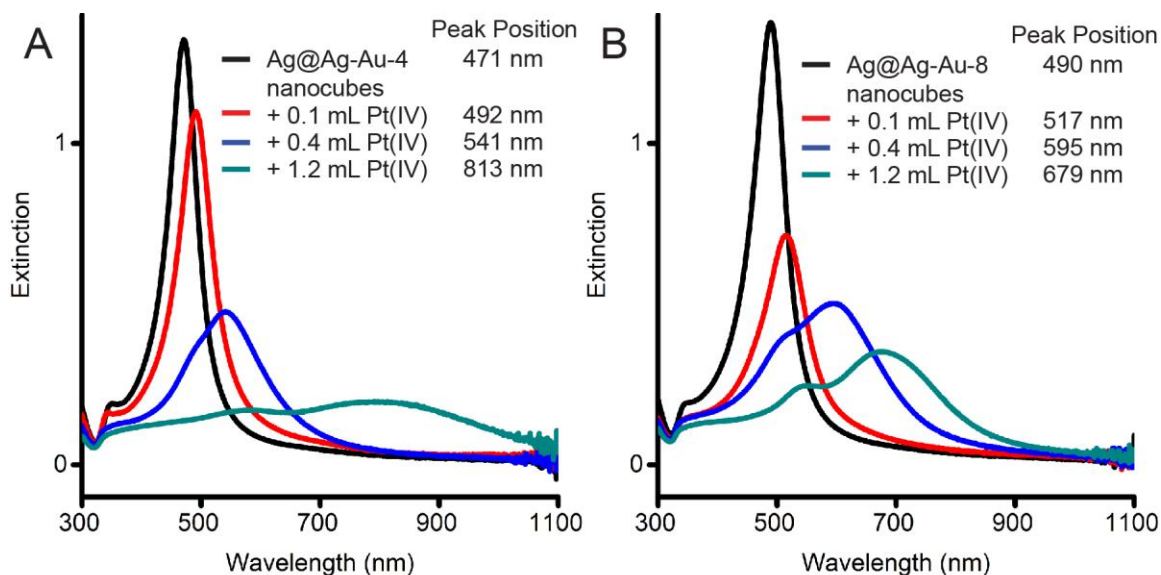 A
Peak Position
Ag@Ag-Au-4 471 nm
nanocubes
+ 0.1 mL Pt(IV) 492 nm
+ 0.4 mL Pt(IV) 541 nm
+ 1.2 mL Pt(IV) 813 nm
1
0
Extinction
300 500 700 900 1100
Wavelength (nm)
B
Peak Position
Ag@Ag-Au-8 490 nm
nanocubes
+ 0.1 mL Pt(IV) 517 nm
+ 0.4 mL Pt(IV) 595 nm
+ 1.2 mL Pt(IV) 679 nm
1
0
Extinction
300 500 700 900 1100
Wavelength (nm)